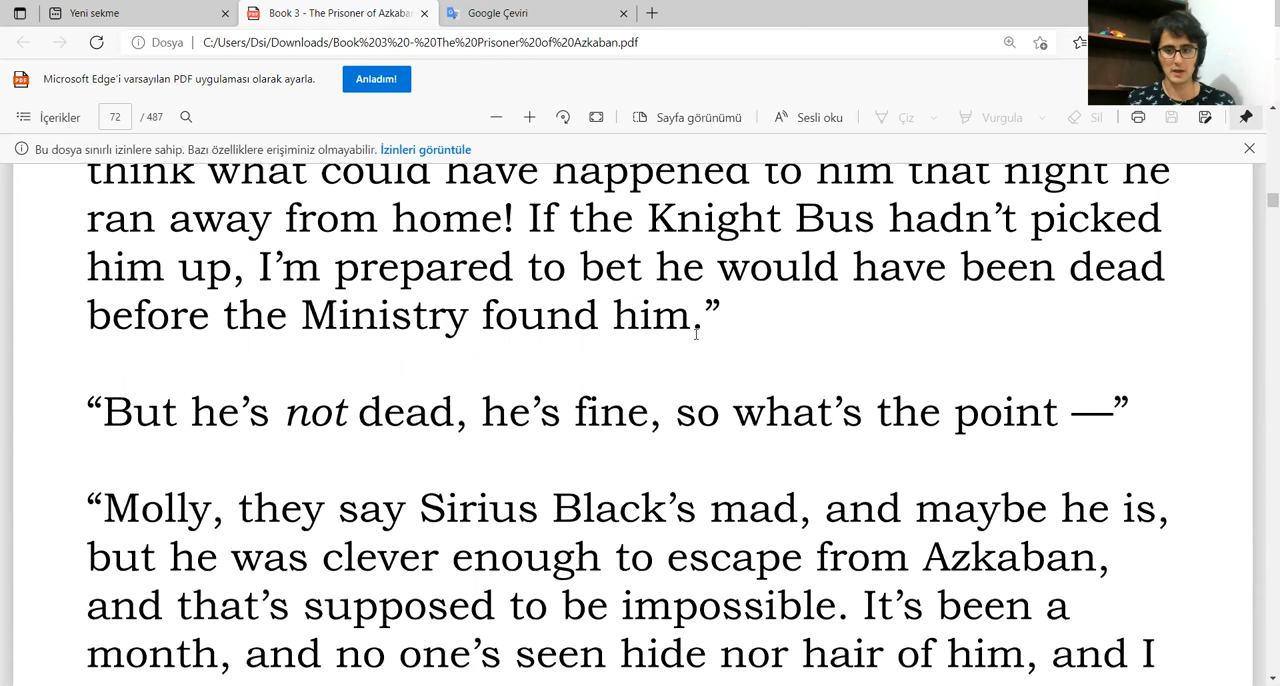 Yeni sekme
Book 3 - The Prisoner of Azkaban
Google Çeviri
Dosya
C:/Users/Dsi/Downloads/Book%203%20-%20The%20Prisoner%20of%20Azkaban.pdf
Microsoft Edge'i varsayılan PDF uygulaması olarak ayarla.
Anladım!
İçerikler
72 / 487
Sayfa görünümü
Sesli oku
Çiz
Vurgula
Sil
Bu dosya sınırlı izinlere sahip. Bazı özelliklere erişiminiz olmayabilir. İzinleri görüntüle
think what could have happened to him that night he
ran away from home! If the Knight Bus hadn't picked
him up, I'm prepared to bet he would have been dead
before the Ministry found him."
"But he's not dead, he's fine, so what's the point —"
"Molly, they say Sirius Black's mad, and maybe he is,
but he was clever enough to escape from Azkaban,
and that's supposed to be impossible. It's been a
month, and no one's seen hide nor hair of him, and I